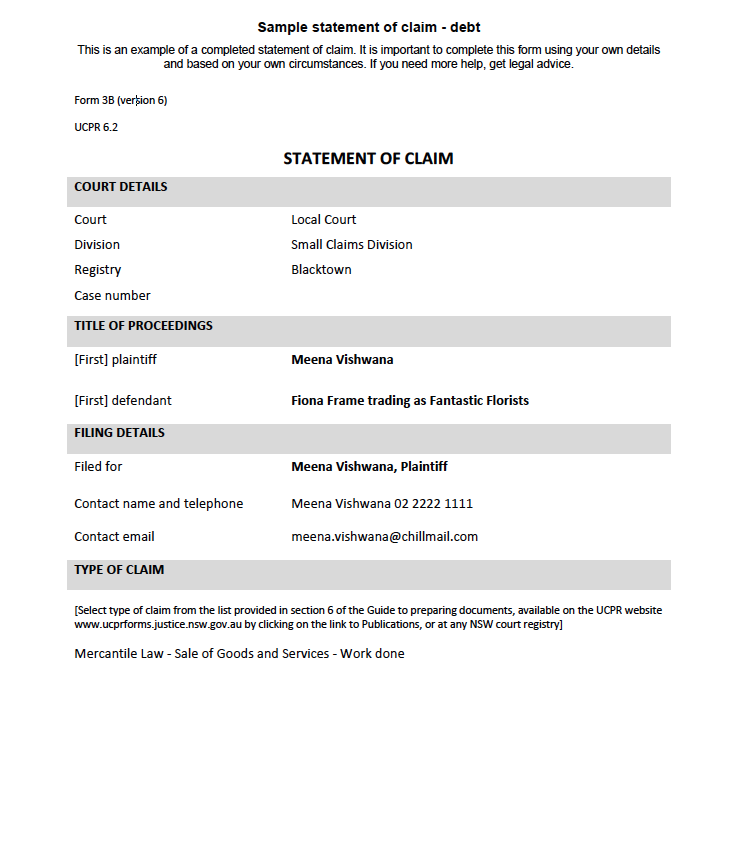 Sample statement of claim - debt
This is an example of a completed statement of claim. It is important to complete this form using your own details
and based on your own circumstances. If you need more help, get legal advice.
Form 3B (version 6)
UCPR 6.2
STATEMENT OF CLAIM
COURT DETAILS
Court Local Court
Division Small Claims Division
Registry Blacktown
Case number
TITLE OF PROCEEDINGS
[First] plaintiff Meena Vishwana
[First] defendant Fiona Frame trading as Fantastic Florists
FILING DETAILS
Filed for Meena Vishwana, Plaintiff
Contact name and telephone Meena Vishwana 02 2222 1111
Contact email meena.vishwana@chillmail.com
TYPE OF CLAIM
[Select type of claim from the list provided in section 6 of the Guide to preparing documents, available on the UCPR website
www.ucprforms.justice.nsw.gov.au by clicking on the link to Publications, or at any NSW court registry]
Mercantile Law - Sale of Goods and Services - Work done